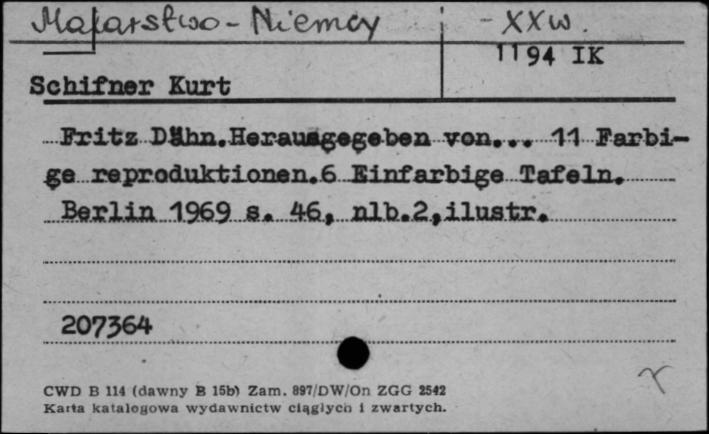 Malarstwo - Niemcy - XX w.
1194 IK
Schifner Kurt
Fritz Dähn.Herausgegeben von... 11 Farbi-
ge reproduktionen.6 Einfarbige Tafeln.
Berlin 1969 s. 46, nlb.2,ilustr.
207364
CWD B 114 (dawny B 15b) Zam. 897/DW/On ZGG 2542
Karta katalogowa wydawnictw ciągłych i zwartych.